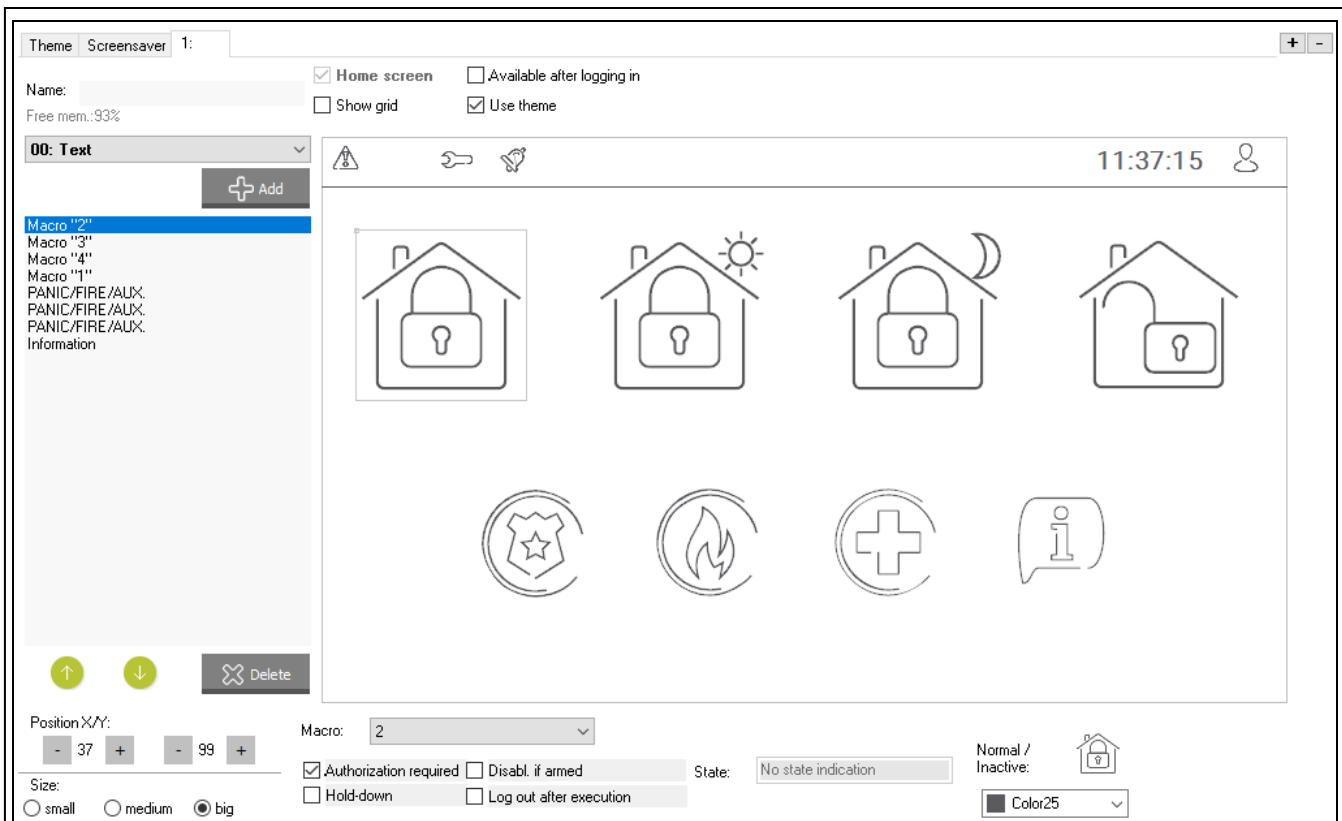 Theme Screensaver 1: + -
Name:
Free mem.:93%
Home screen Available after logging in
Show grid Use theme
00: Text
Add
11:37:15
Macro "2"
Macro "3"
Macro "4"
Macro "1"
PANIC/FIRE/AUX.
PANIC/FIRE/AUX.
PANIC/FIRE/AUX.
Information
Delete
Position X/Y:
- 37 + - 99 +
Size:
small medium big
Macro: 2
Authorization required Disabl. if armed
Hold-down Log out after execution
State: No state indication
Normal /
Inactive:
Color25